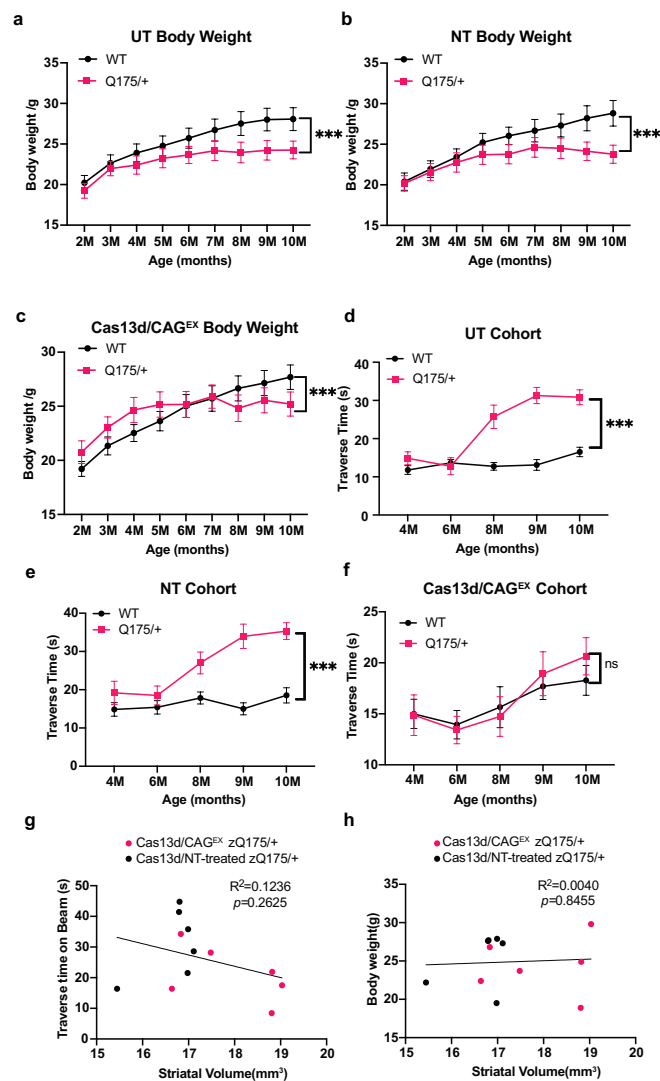 a
UT Body Weight
WT
Q175/+
Body weight /g
30
25
20
15
2M 3M 4M 5M 6M 7M 8M 9M 10M
Age (months)
***
b
NT Body Weight
WT
Q175/+
Body weight /g
35
30
25
20
15
2M 3M 4M 5M 6M 7M 8M 9M 10M
Age (months)
***
c
Cas13d/CAGᴱˣ Body Weight
WT
Q175/+
Body weight /g
30
25
20
15
2M 3M 4M 5M 6M 7M 8M 9M 10M
Age (months)
***
d
UT Cohort
WT
Q175/+
Traverse Time (s)
40
30
20
10
0
4M 6M 8M 9M 10M
Age (months)
***
e
NT Cohort
WT
Q175/+
Traverse Time (s)
40
30
20
10
0
4M 6M 8M 9M 10M
Age (months)
***
f
Cas13d/CAGᴱˣ Cohort
WT
Q175/+
Traverse Time (s)
25
20
15
10
4M 6M 8M 9M 10M
Age (months)
ns
g
Cas13d/CAGᴱˣ zQ175/+
Cas13d/NT-treated zQ175/+
R²=0.1236
p=0.2625
Traverse time on Beam (s)
50
40
30
20
10
0
15 16 17 18 19 20
Striatal Volume(mm³)
h
Cas13d/CAGᴱˣ zQ175/+
Cas13d/NT-treated zQ175/+
R²=0.0040
p=0.8455
Body weight(g)
35
30
25
20
15
15 16 17 18 19 20
Striatal Volume(mm³)